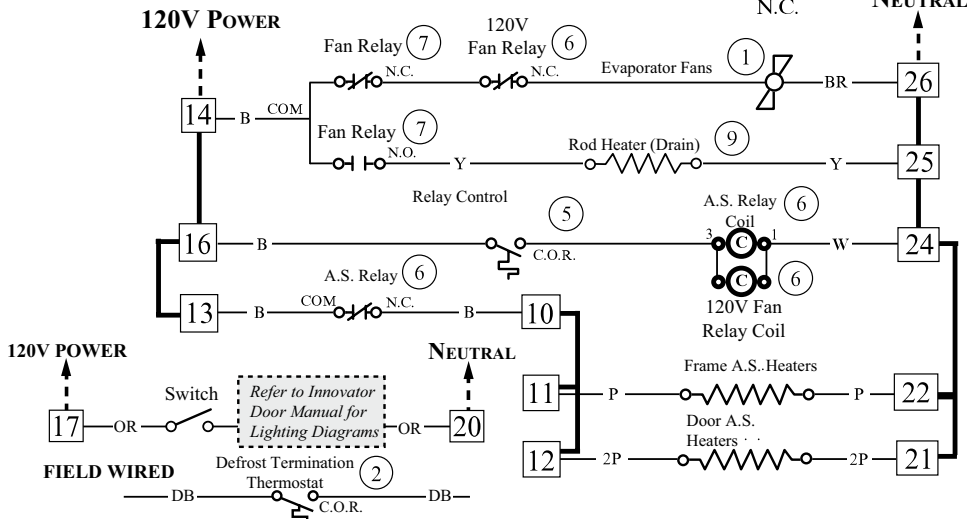 N.C.
NEUTRAL
120V POWER
120V
Fan Relay 7
Fan Relay 6
1
N.C.
N.C.
Evaporator Fans
BR
26
14
B
COM
Fan Relay 7
N.O.
Y
Rod Heater (Drain)
9
Y
25
Relay Control
5
A.S. Relay
Coil
6
16
B
C.O.R.
3
C
1
W
24
A.S. Relay 6
C
6
13
B
COM
N.C.
B
10
120V Fan
Relay Coil
120V POWER
NEUTRAL
Switch
Refer to Innovator
Door Manual for
Lighting Diagrams
17
OR
OR
20
Frame A.S. Heaters
11
P
P
22
Door A.S.
Heaters
12
2P
2P
21
FIELD WIRED
Defrost Termination
Thermostat
2
DB
C.O.R.
DB